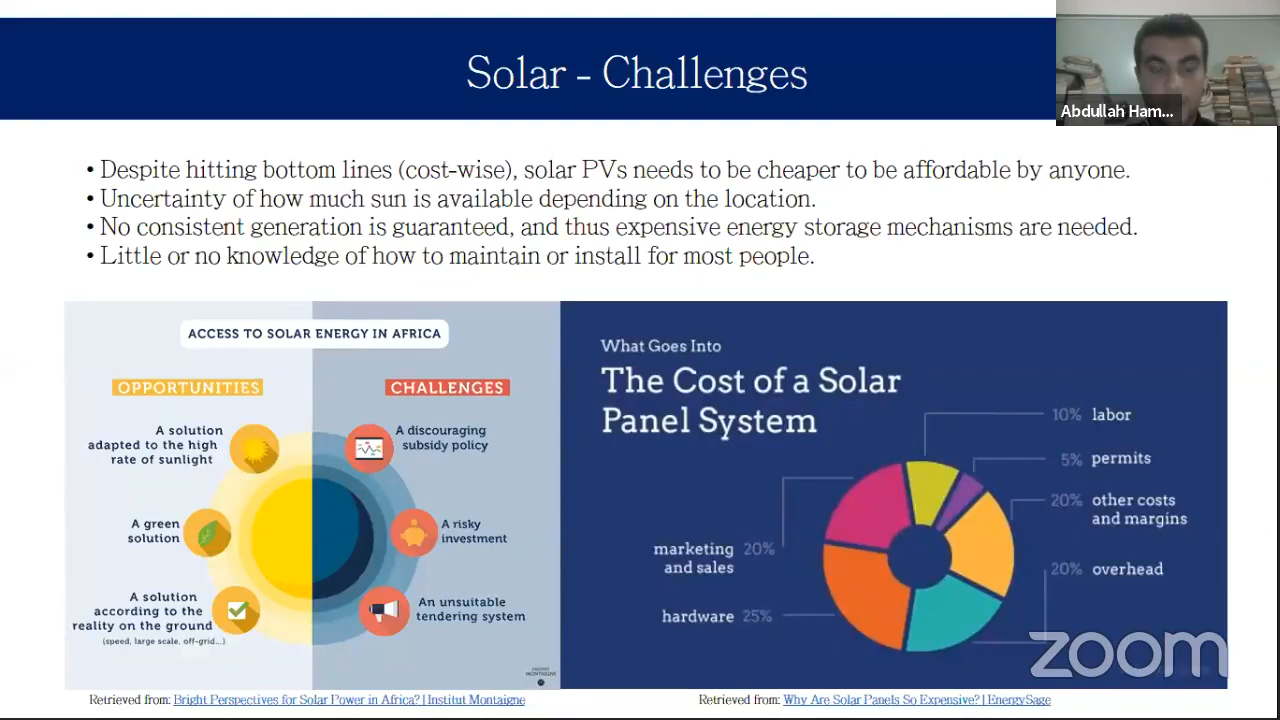 Solar - Challenges
Abdullah Ham...
• Despite hitting bottom lines (cost-wise), solar PVs needs to be cheaper to be affordable by anyone.
• Uncertainty of how much sun is available depending on the location.
• No consistent generation is guaranteed, and thus expensive energy storage mechanisms are needed.
• Little or no knowledge of how to maintain or install for most people.
ACCESS TO SOLAR ENERGY IN AFRICA
OPPORTUNITIES
A solution
adapted to the high
rate of sunlight
A green
solution
A solution
according to the
reality on the ground
(speed, large scale, off-grid...)
CHALLENGES
A discouraging
subsidy policy
A risky
investment
An unsuitable
tendering system
INSTITUT
MONTAIGNE
What Goes Into
The Cost of a Solar
Panel System
10% labor
5% permits
20% other costs
and margins
20% overhead
marketing 20%
and sales
hardware 25%
zoom
Retrieved from: Bright Perspectives for Solar Power in Africa? | Institut Montaigne
Retrieved from: Why Are Solar Panels So Expensive? | EnergySage